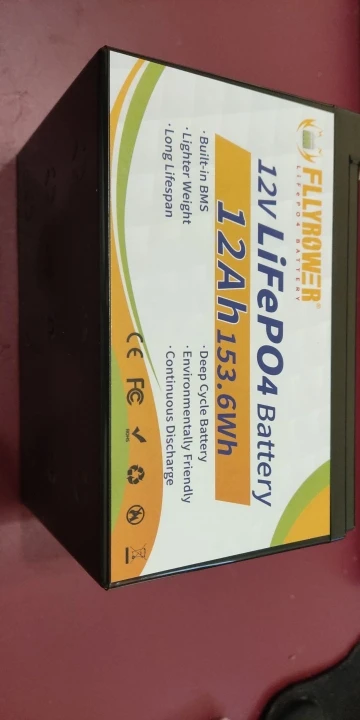 FLLYROWER®
LIFEPO4 BATTERY
12V LiFePO4 Battery
12Ah 153.6Wh
·Built-in BMS
·Lighter Weight
·Long Lifespan
·Deep Cycle Battery
·Environmentally Friendly
·Continuous Discharge
CE FC
ROHS